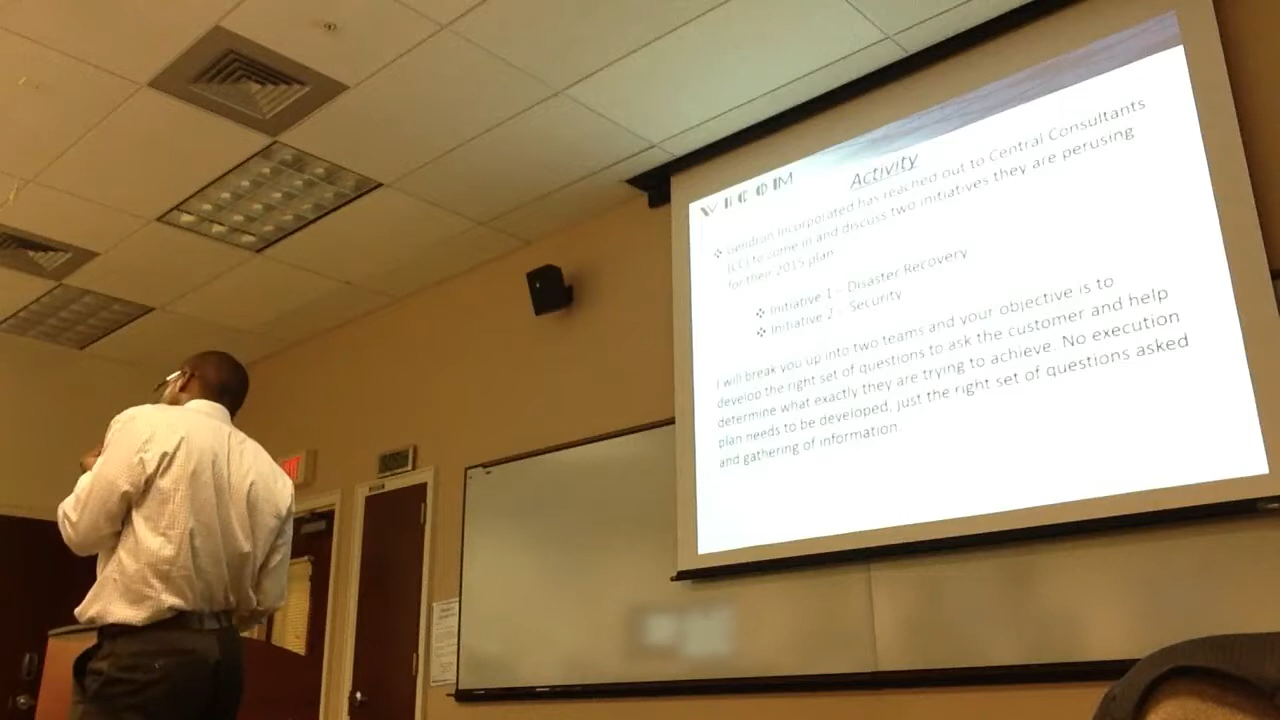 VICOM
Activity
Gendran Incorporated has reached out to Central Consultants
(CC) to come in and discuss two initiatives they are perusing
for their 2015 plan
Initiative 1 – Disaster Recovery
Initiative 2 – Security
I will break you up into two teams and your objective is to
develop the right set of questions to ask the customer and help
determine what exactly they are trying to achieve. No execution
plan needs to be developed, just the right set of questions asked
and gathering of information.